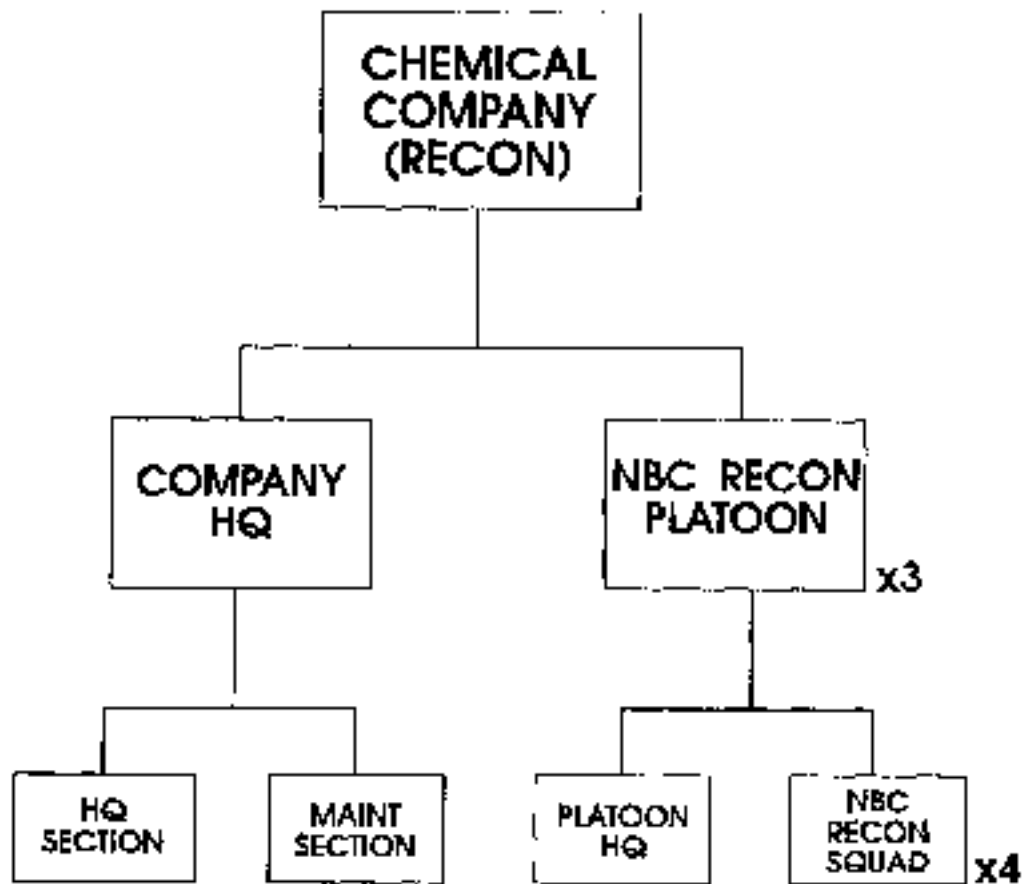 CHEMICAL
COMPANY
(RECON)
COMPANY
HQ
NBC RECON
PLATOON
x3
HQ
SECTION
MAINT
SECTION
PLATOON
HQ
NBC
RECON
SQUAD
x4